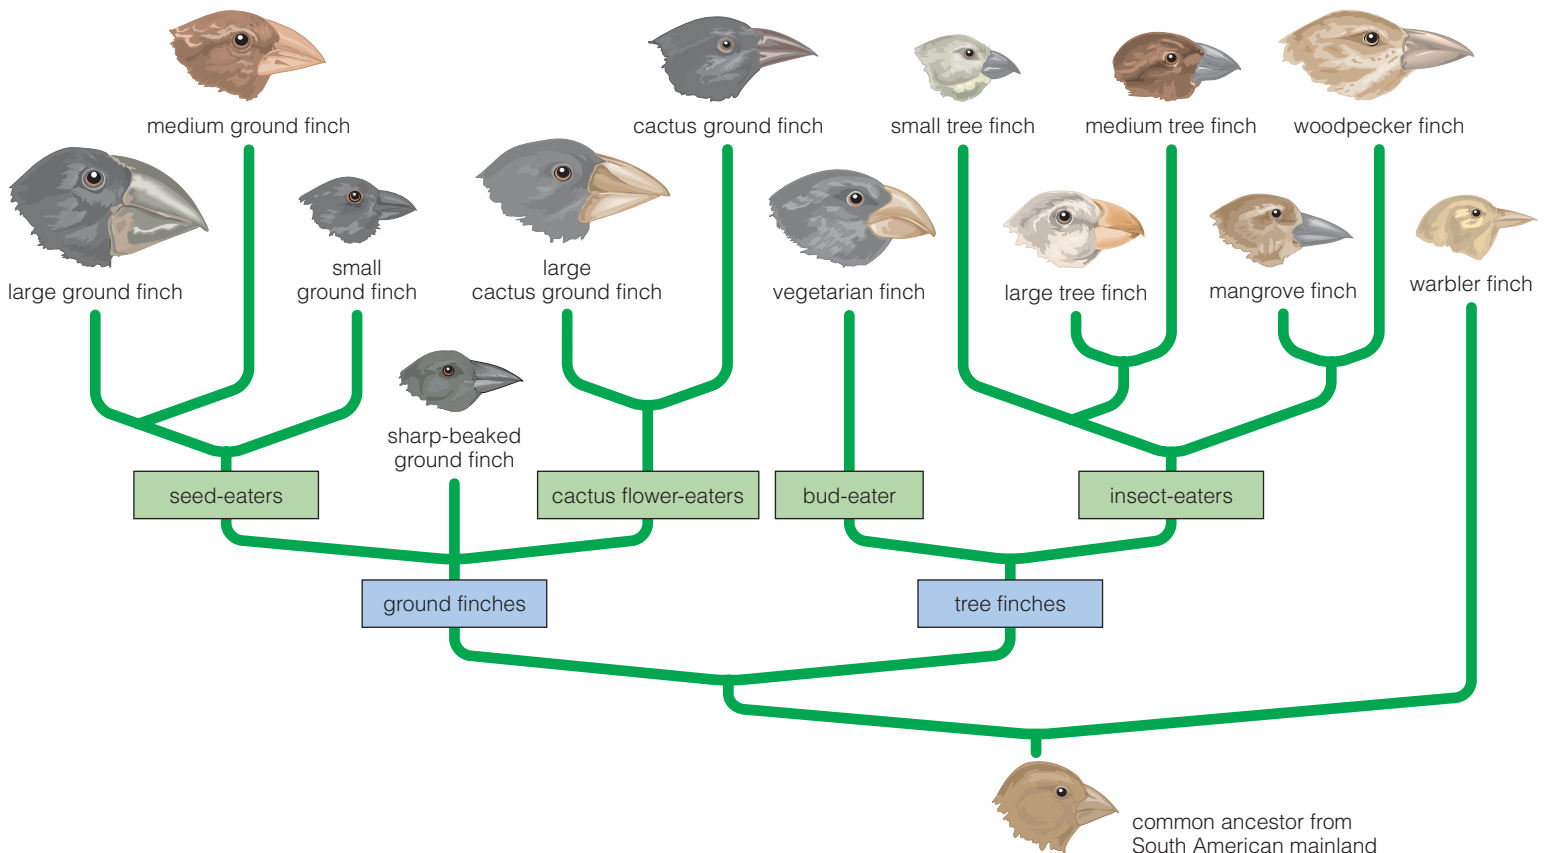 medium ground finch
cactus ground finch
small tree finch
medium tree finch
woodpecker finch
large ground finch
small
ground finch
large
cactus ground finch
vegetarian finch
large tree finch
mangrove finch
warbler finch
sharp-beaked
ground finch
seed-eaters
cactus flower-eaters
bud-eater
insect-eaters
ground finches
tree finches
common ancestor from
South American mainland